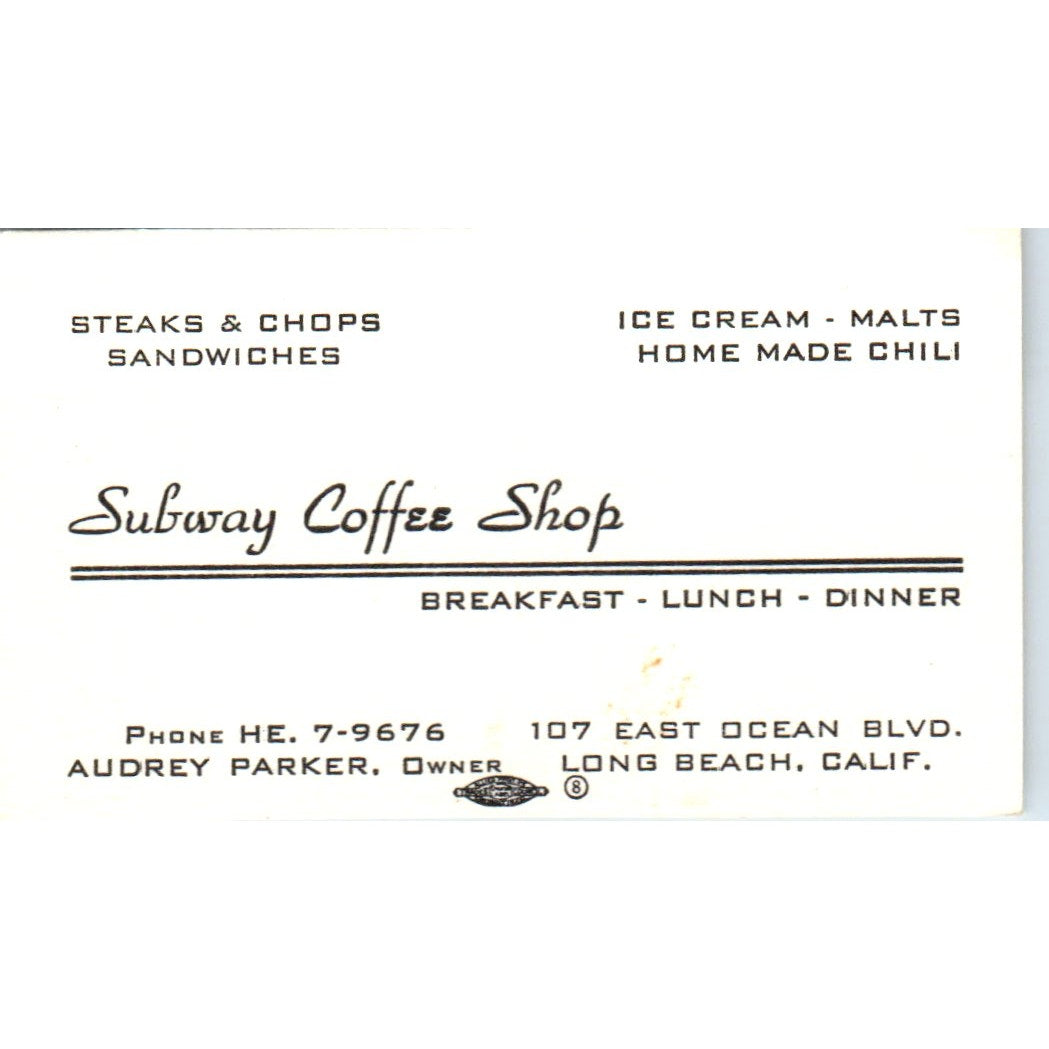 STEAKS & CHOPS
SANDWICHES
ICE CREAM - MALTS
HOME MADE CHILI
Subway Coffee Shop
BREAKFAST - LUNCH - DINNER
PHONE HE. 7-9676
AUDREY PARKER, OWNER
107 EAST OCEAN BLVD.
LONG BEACH, CALIF.
8